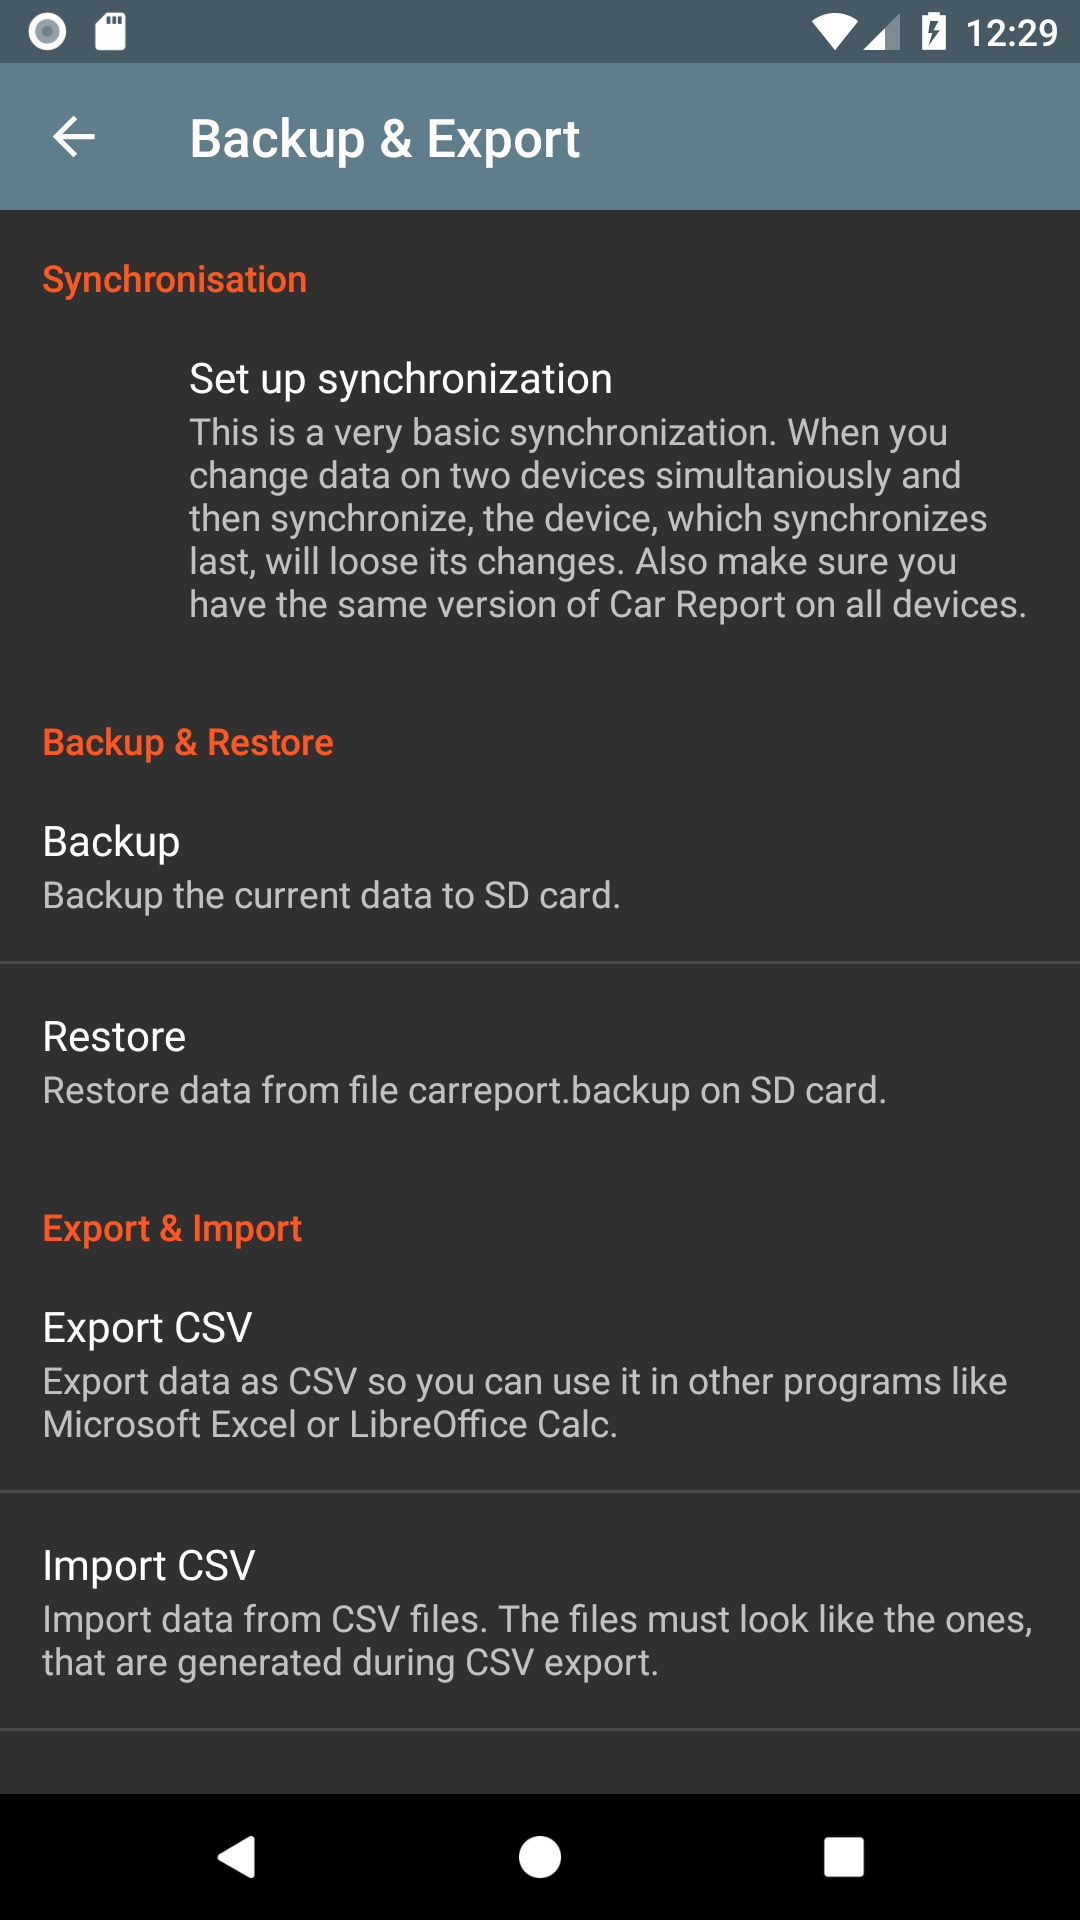 12:29
Backup & Export
Synchronisation
Set up synchronization
This is a very basic synchronization. When you
change data on two devices simultaniously and
then synchronize, the device, which synchronizes
last, will loose its changes. Also make sure you
have the same version of Car Report on all devices.
Backup & Restore
Backup
Backup the current data to SD card.
Restore
Restore data from file carreport.backup on SD card.
Export & Import
Export CSV
Export data as CSV so you can use it in other programs like
Microsoft Excel or LibreOffice Calc.
Import CSV
Import data from CSV files. The files must look like the ones,
that are generated during CSV export.